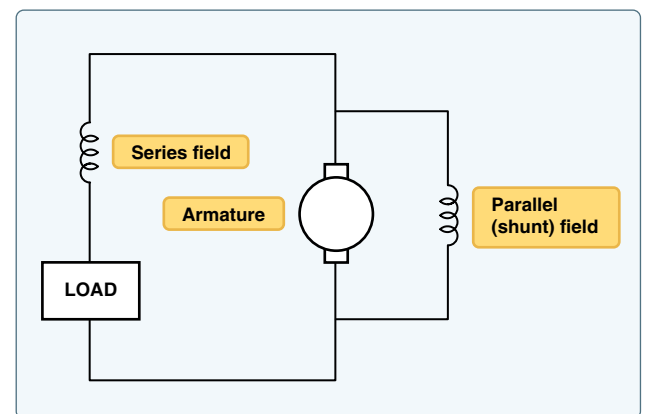 Series field
Armature
Parallel
(shunt) field
LOAD